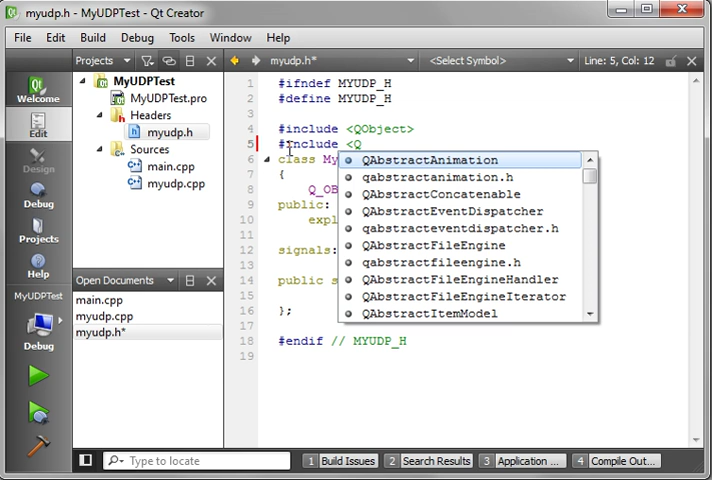 myudp.h - MyUDPTest - Qt Creator
File Edit Build Debug Tools Window Help
Projects
myudp.h*
<Select Symbol>
Line: 5, Col: 12
Welcome
Edit
Design
Debug
Projects
Help
MyUDPTest
Debug
MyUDPTest
MyUDPTest.pro
Headers
myudp.h
Sources
main.cpp
myudp.cpp
Open Documents
main.cpp
myudp.cpp
myudp.h*
1 #ifndef MYUDP_H
2 #define MYUDP_H
3
4 #include <QObject>
5 #include <Q
6 class My
7 {
8 Q_OB
9 public:
10 expl
11
12 signals:
13
14 public s
15
16 };
17
18 #endif // MYUDP_H
19
QAbstractAnimation
qabstractanimation.h
QAbstractConcatenable
QAbstractEventDispatcher
qabstracteventdispatcher.h
QAbstractFileEngine
qabstractfileengine.h
QAbstractFileEngineHandler
QAbstractFileEngineIterator
QAbstractItemModel
Type to locate
1 Build Issues
2 Search Results
3 Application ...
4 Compile Out...